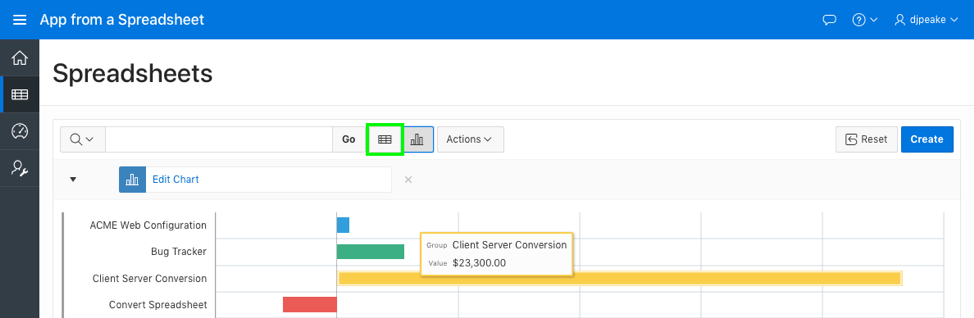 App from a Spreadsheet
djpeake
Spreadsheets
Go
Actions
Reset
Create
Edit Chart
ACME Web Configuration
Bug Tracker
Group Client Server Conversion
Value $23,300.00
Client Server Conversion
Convert Spreadsheet